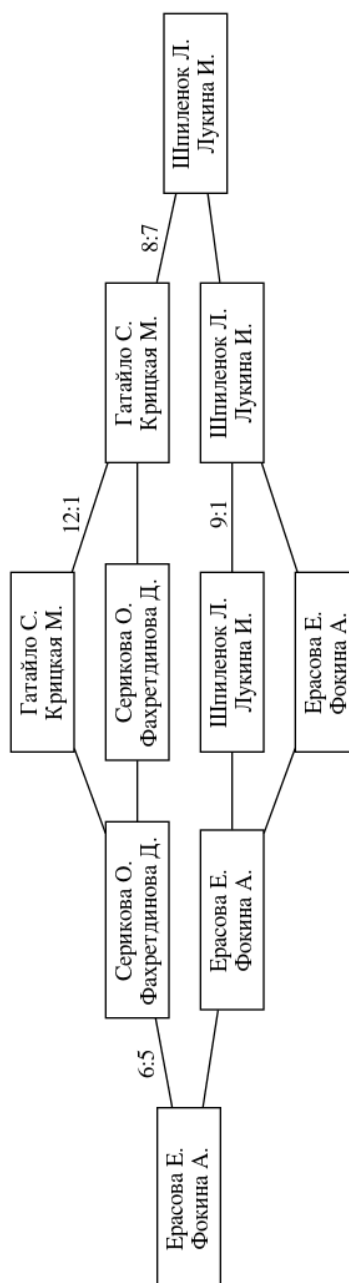 Гатайло С.
Крицкая М.
12:1
6:5
Серикова О.
Фахретдинова Д.
Серикова О.
Фахретдинова Д.
Гатайло С.
Крицкая М.
8:7
Ерасова Е.
Фокина А.
Шпиленок Л.
Лукина И.
Ерасова Е.
Фокина А.
Шпиленок Л.
Лукина И.
9:1
Шпиленок Л.
Лукина И.
Ерасова Е.
Фокина А.